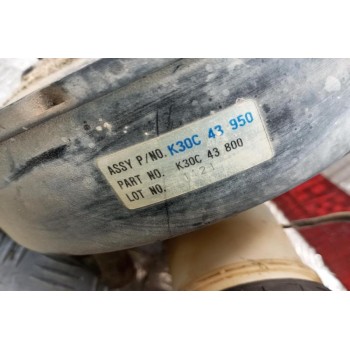 ASSY P/NO. K30C 43 950
PART NO. K30C 43 800
LOT NO.